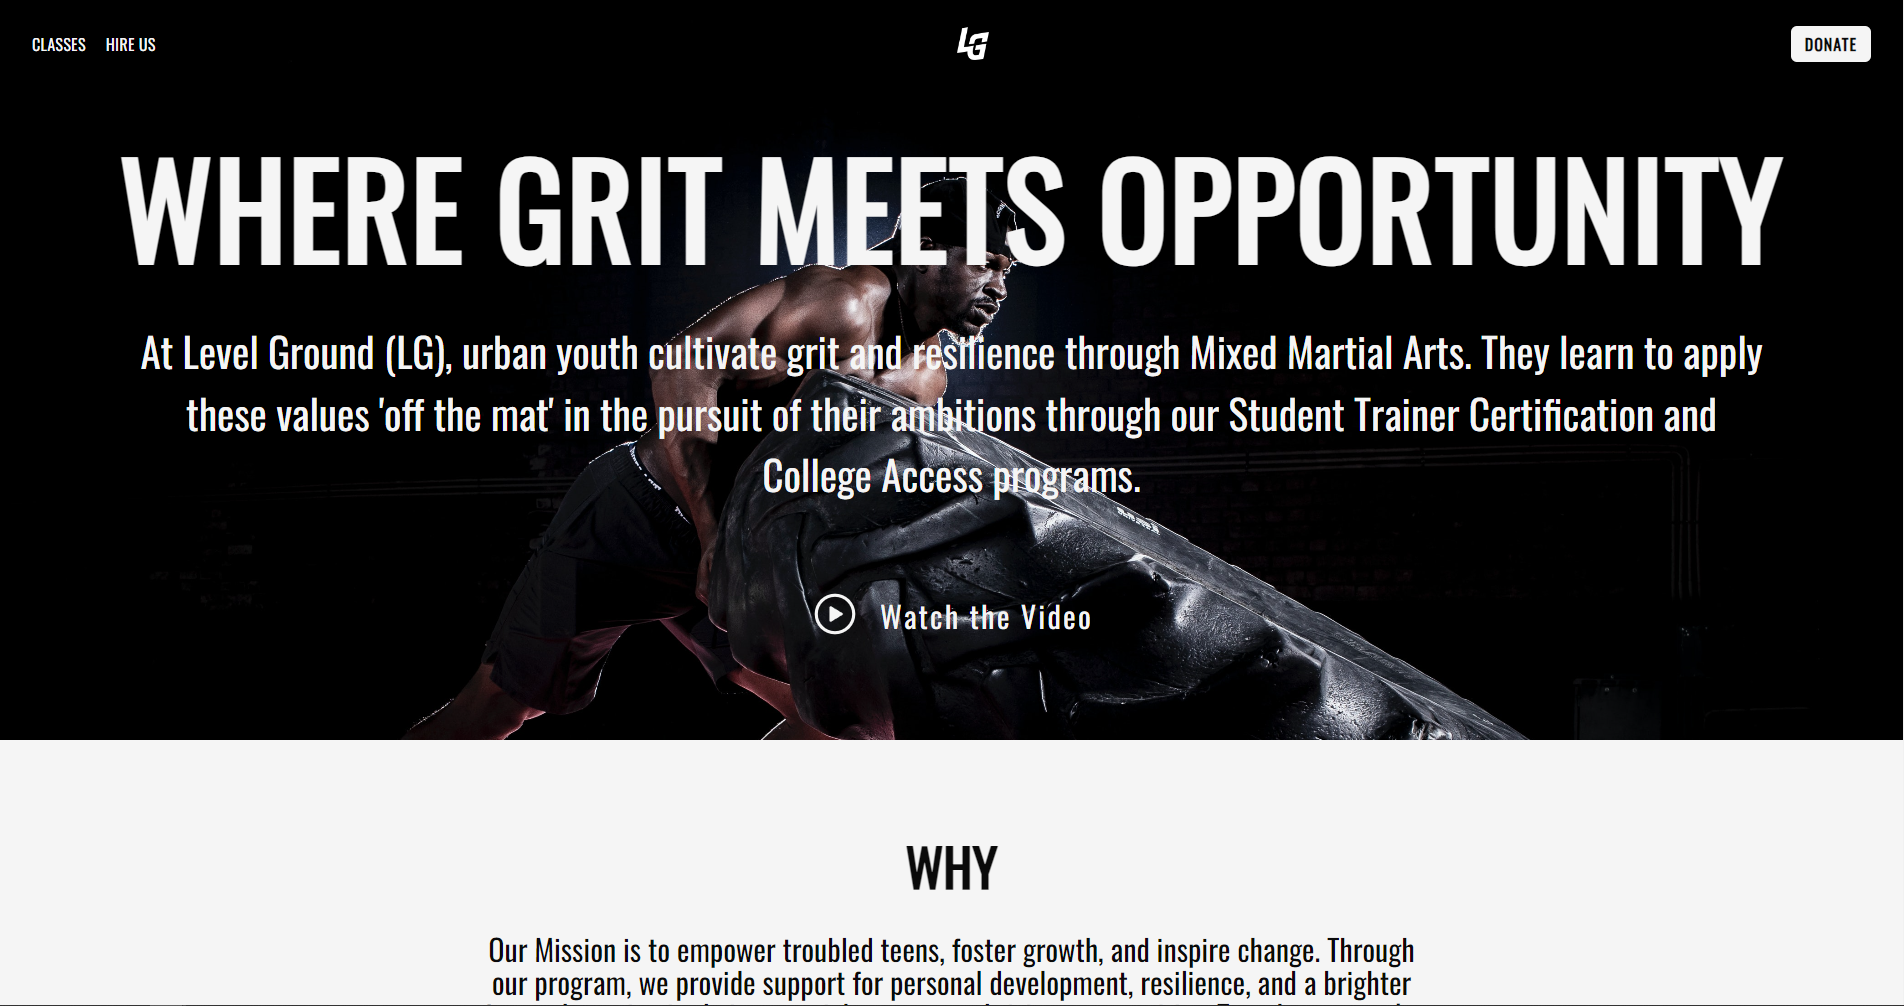 CLASSES HIRE US LG DONATE
WHERE GRIT MEETS OPPORTUNITY
At Level Ground (LG), urban youth cultivate grit and resilience through Mixed Martial Arts. They learn to apply
these values 'off the mat' in the pursuit of their ambitions through our Student Trainer Certification and
College Access programs.
Watch the Video
WHY
Our Mission is to empower troubled teens, foster growth, and inspire change. Through
our program, we provide support for personal development, resilience, and a brighter